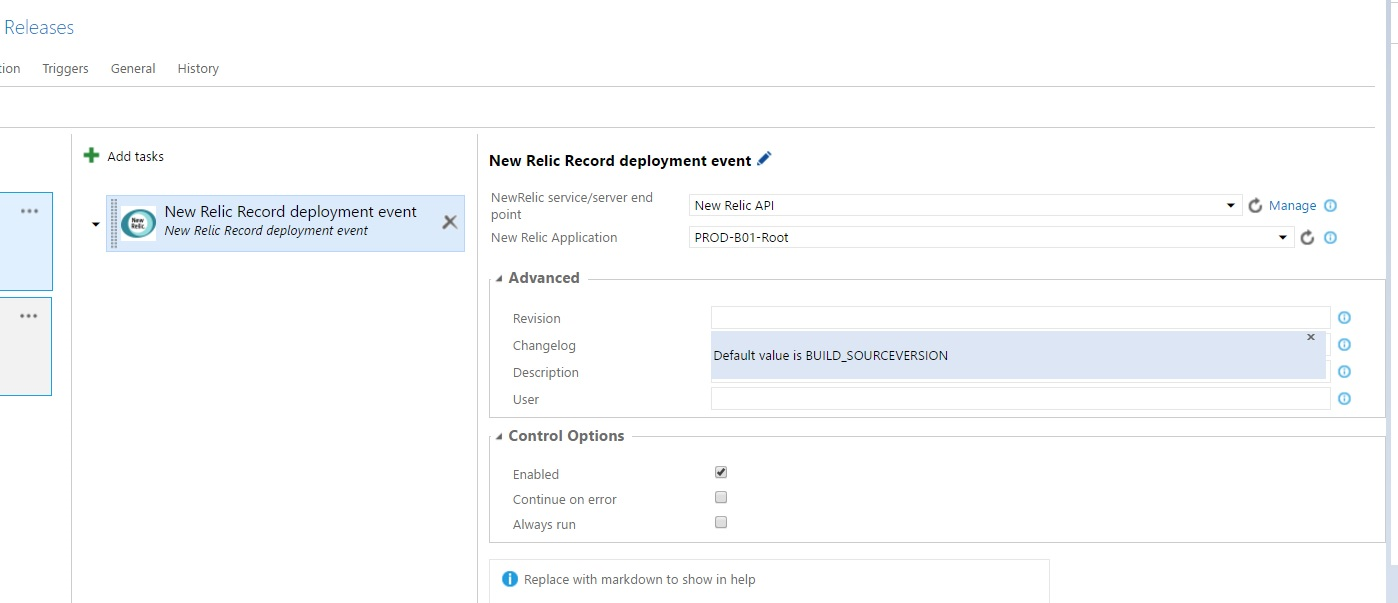 Releases
tion Triggers General History
Add tasks
New Relic
New Relic Record deployment event
New Relic Record deployment event
New Relic Record deployment event
NewRelic service/server end
point
New Relic API
Manage
New Relic Application
PROD-B01-Root
Advanced
Revision
Changelog
Default value is BUILD_SOURCEVERSION
Description
User
Control Options
Enabled
Continue on error
Always run
Replace with markdown to show in help